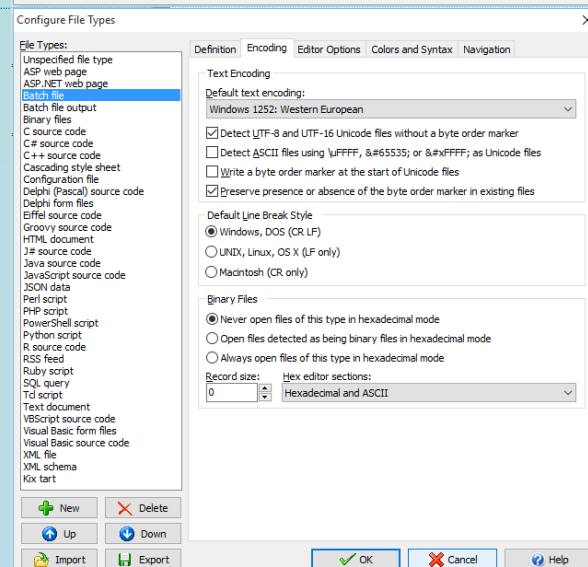 Configure File Types
File Types:
Unspecified file type
ASP web page
ASP.NET web page
Batch file
Batch file output
Binary files
C source code
C# source code
C++ source code
Cascading style sheet
Configuration file
Delphi (Pascal) source code
Delphi form files
Eiffel source code
Groovy source code
HTML document
J# source code
Java source code
JavaScript source code
JSON data
Perl script
PHP script
PowerShell script
Python script
R source code
RSS feed
Ruby script
SQL query
Tcl script
Text document
VBScript source code
Visual Basic form files
Visual Basic source code
XML file
XML schema
Kix tart
New
Delete
Up
Down
Import
Export
Definition
Encoding
Editor Options
Colors and Syntax
Navigation
Text Encoding
Default text encoding:
Windows 1252: Western European
Detect UTF-8 and UTF-16 Unicode files without a byte order marker
Detect ASCII files using \uFFFF, &#65535; or &#xFFFF; as Unicode files
Write a byte order marker at the start of Unicode files
Preserve presence or absence of the byte order marker in existing files
Default Line Break Style
Windows, DOS (CR LF)
UNIX, Linux, OS X (LF only)
Macintosh (CR only)
Binary Files
Never open files of this type in hexadecimal mode
Open files detected as being binary files in hexadecimal mode
Always open files of this type in hexadecimal mode
Record size:
Hex editor sections:
0
Hexadecimal and ASCII
OK
Cancel
Help